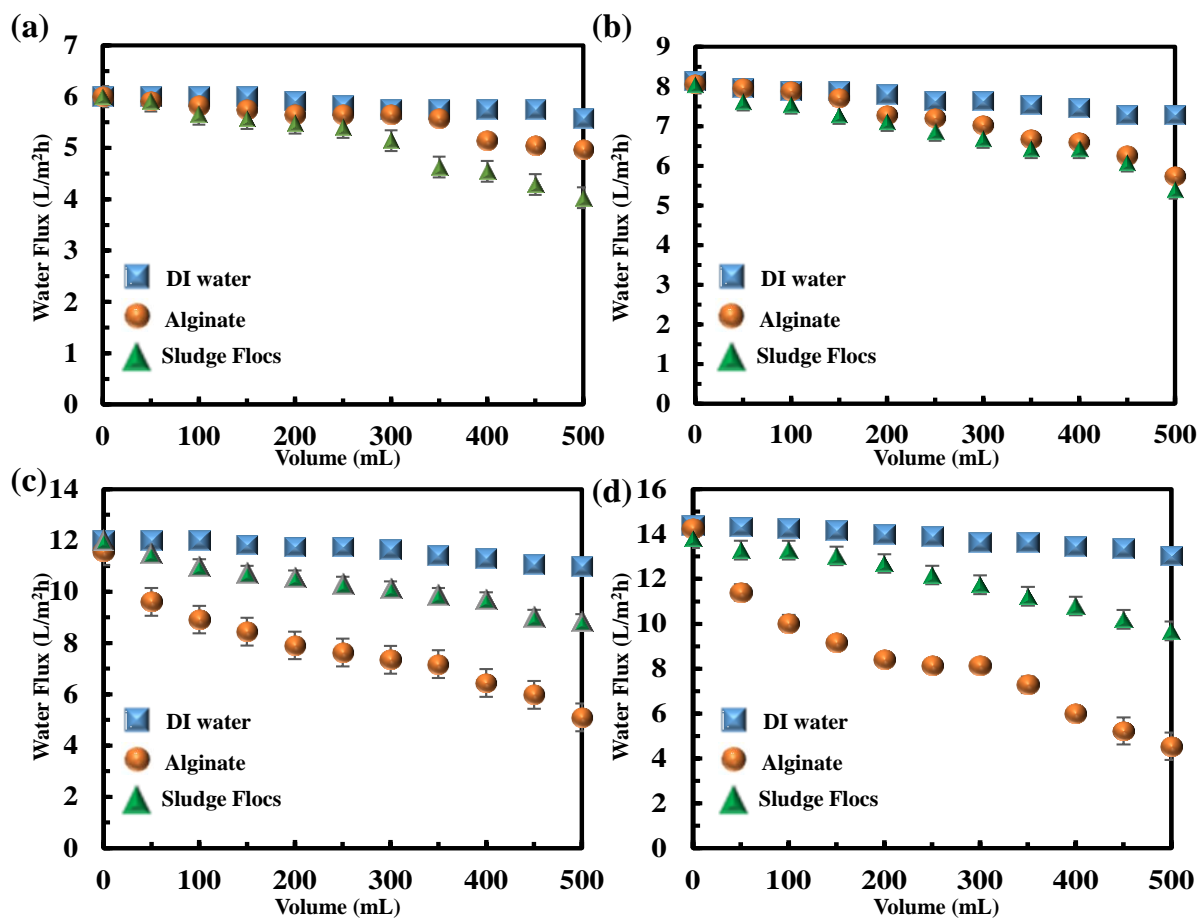 (a)
7
6
5
4
3
2
1
0
Water Flux (L/m²h)
DI water
Alginate
Sludge Flocs
0 100 200 300 400 500
Volume (mL)
(b)
9
8
7
6
5
4
3
2
1
0
Water Flux (L/m²h)
DI water
Alginate
Sludge Flocs
0 100 200 300 400 500
Volume (mL)
(c)
14
12
10
8
6
4
2
0
Water Flux (L/m²h)
DI water
Alginate
Sludge Flocs
0 100 200 300 400 500
Volume (mL)
(d)
16
14
12
10
8
6
4
2
0
Water Flux (L/m²h)
DI water
Alginate
Sludge Flocs
0 100 200 300 400 500
Volume (mL)